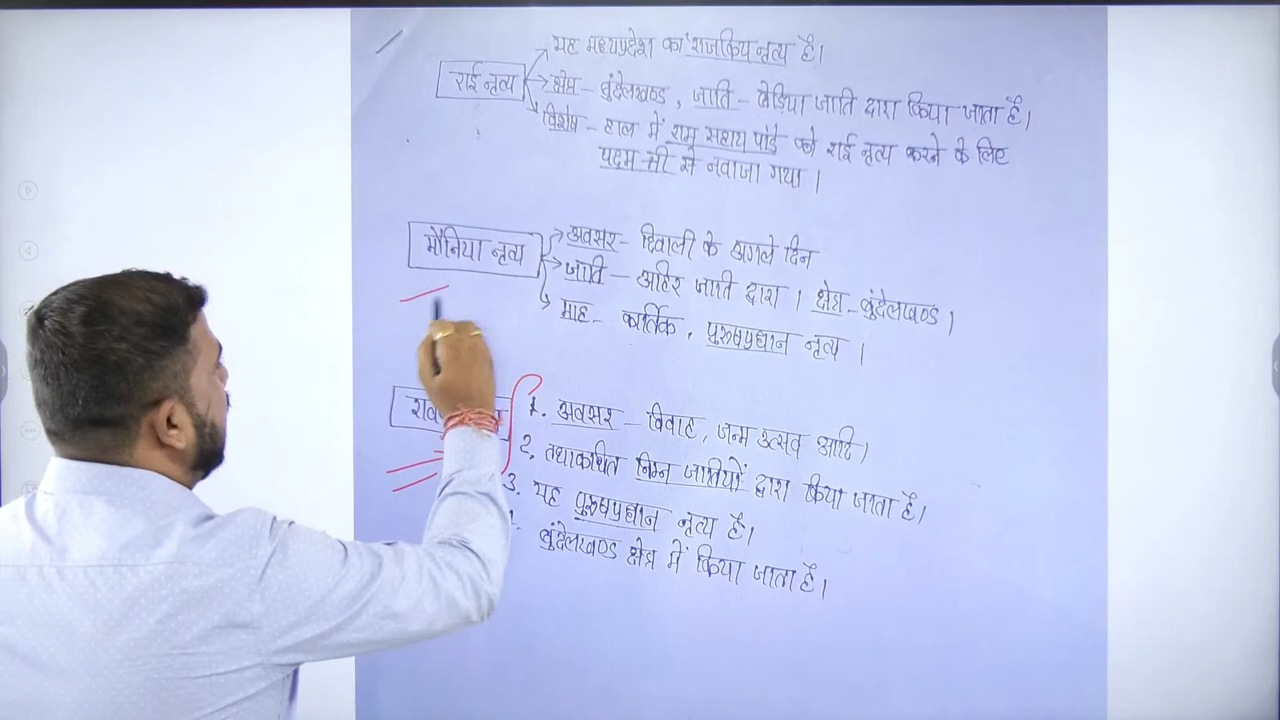 यह मध्यप्रदेश का राजकिय नृत्य है।
राई नृत्य
क्षेत्र - बुंदेलखण्ड , जाति - बेड़िया जाति द्वारा किया जाता है।
विशेष - हाल में राम सहाय पांडे को राई नृत्य करने के लिए
पदम श्री से नवाजा गया ।
मौनिया नृत्य
अवसर - दिवाली के अगले दिन
जाति - अहिर जाति द्वारा । क्षेत्र - बुंदेलखण्ड ।
माह - कार्तिक , पुरुषप्रधान नृत्य ।
1. अवसर - विवाह , जन्म उत्सव आदि।
2. तथाकथित निम्न जातियों द्वारा किया जाता है।
3. यह पुरुषप्रधान नृत्य है।
बुंदेलखण्ड क्षेत्र में किया जाता है।